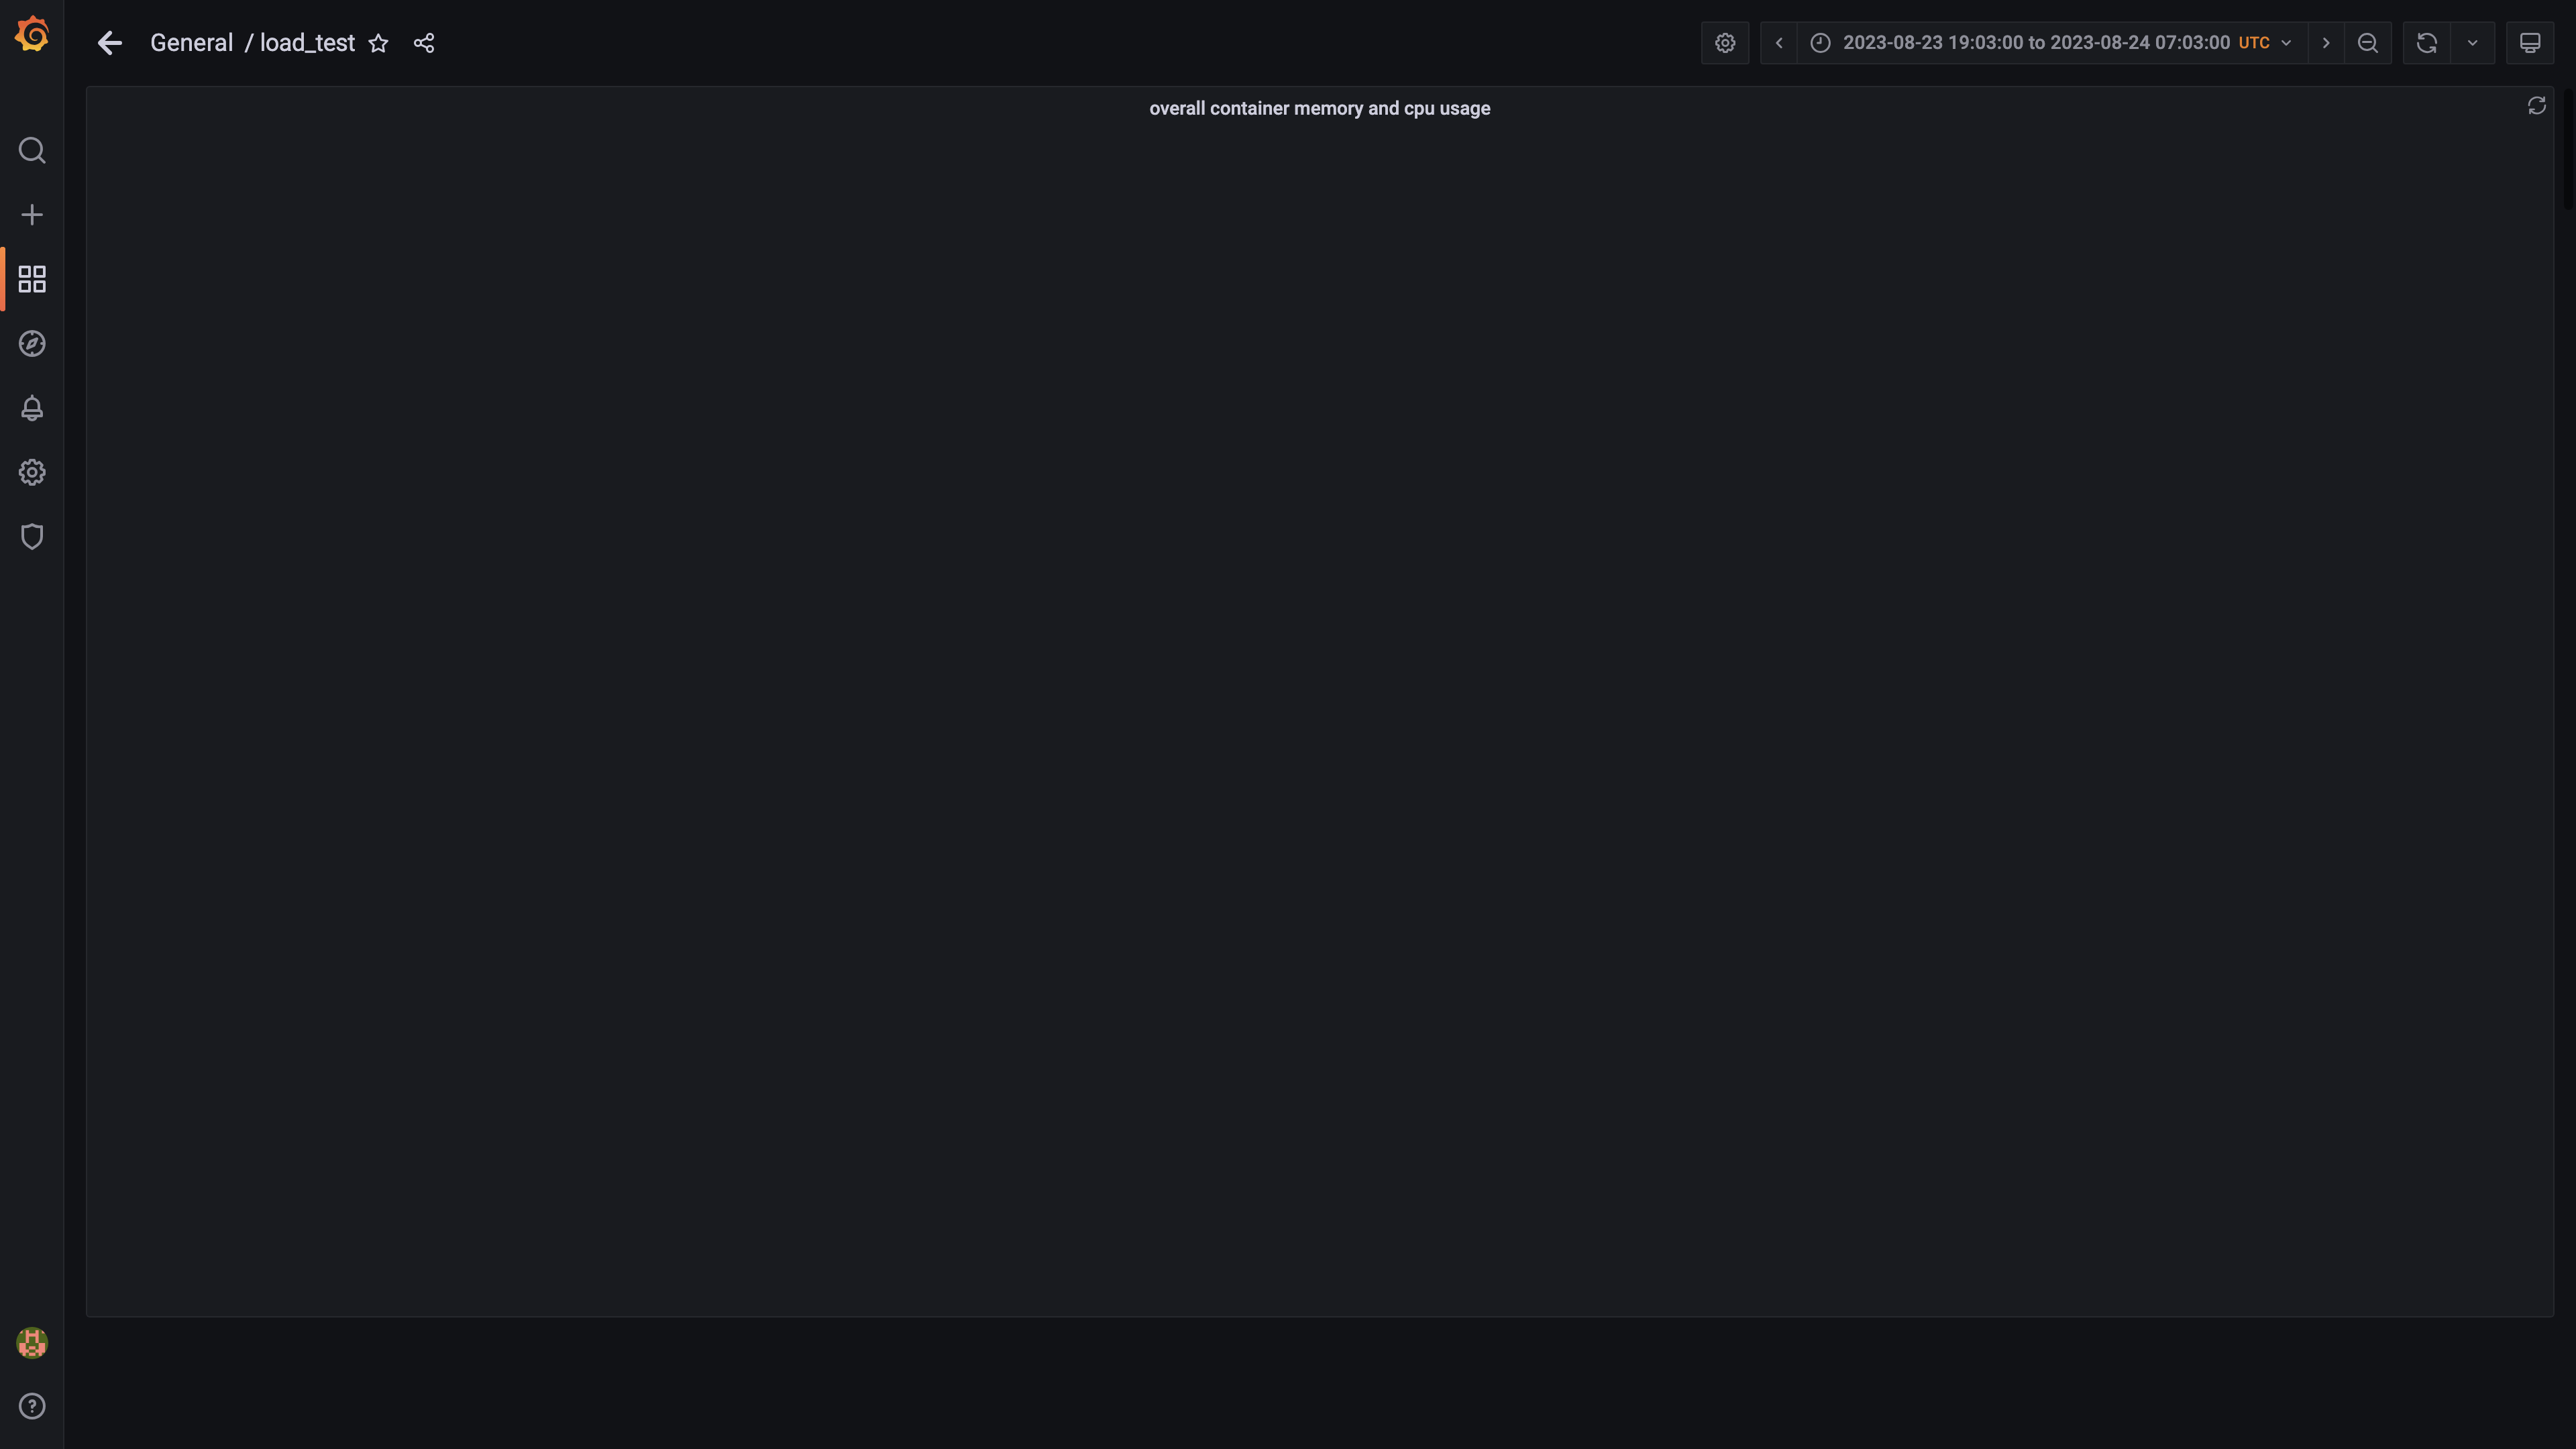 General / load_test
2023-08-23 19:03:00 to 2023-08-24 07:03:00 UTC
overall container memory and cpu usage